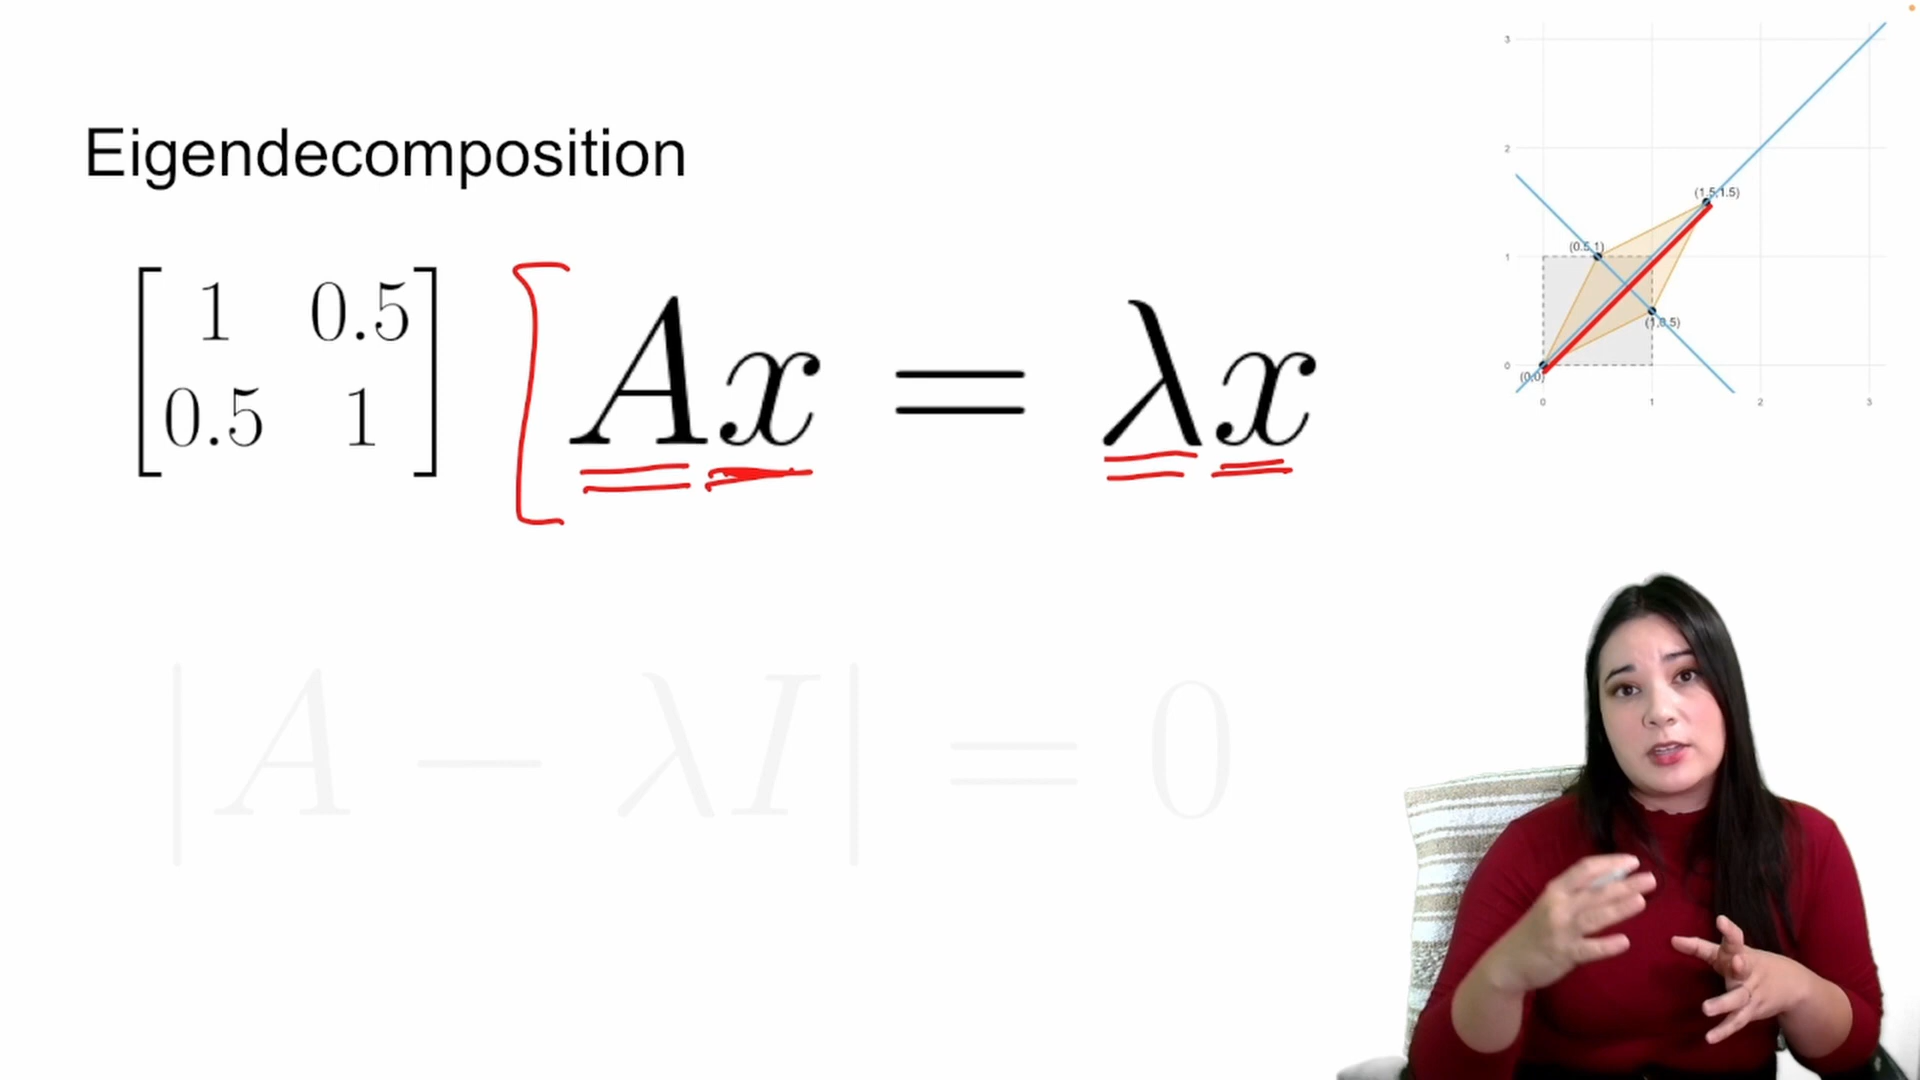 Eigendecomposition
[1 0.5
0.5 1]
Ax = λx
|A − λI| = 0
3
2
(1.5,1.5)
(0.5,1)
1
(1,0.5)
0
(0,0)
0 1 2 3